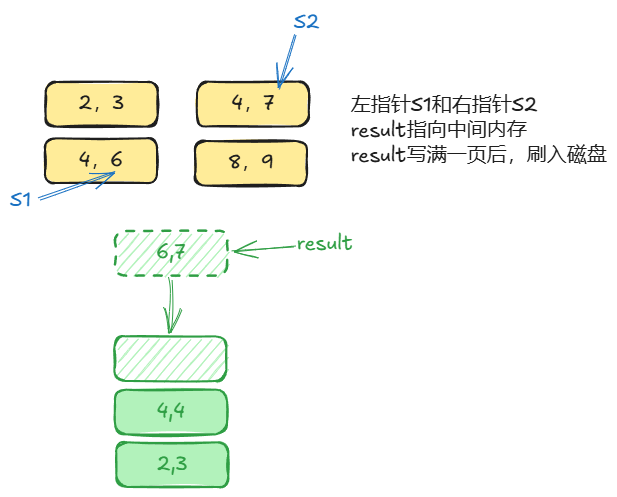 S2
2, 3
4, 7
4, 6
8, 9
S1
左指针S1和右指针S2
result指向中间内存
result写满一页后，刷入磁盘
6,7
result
4,4
2,3